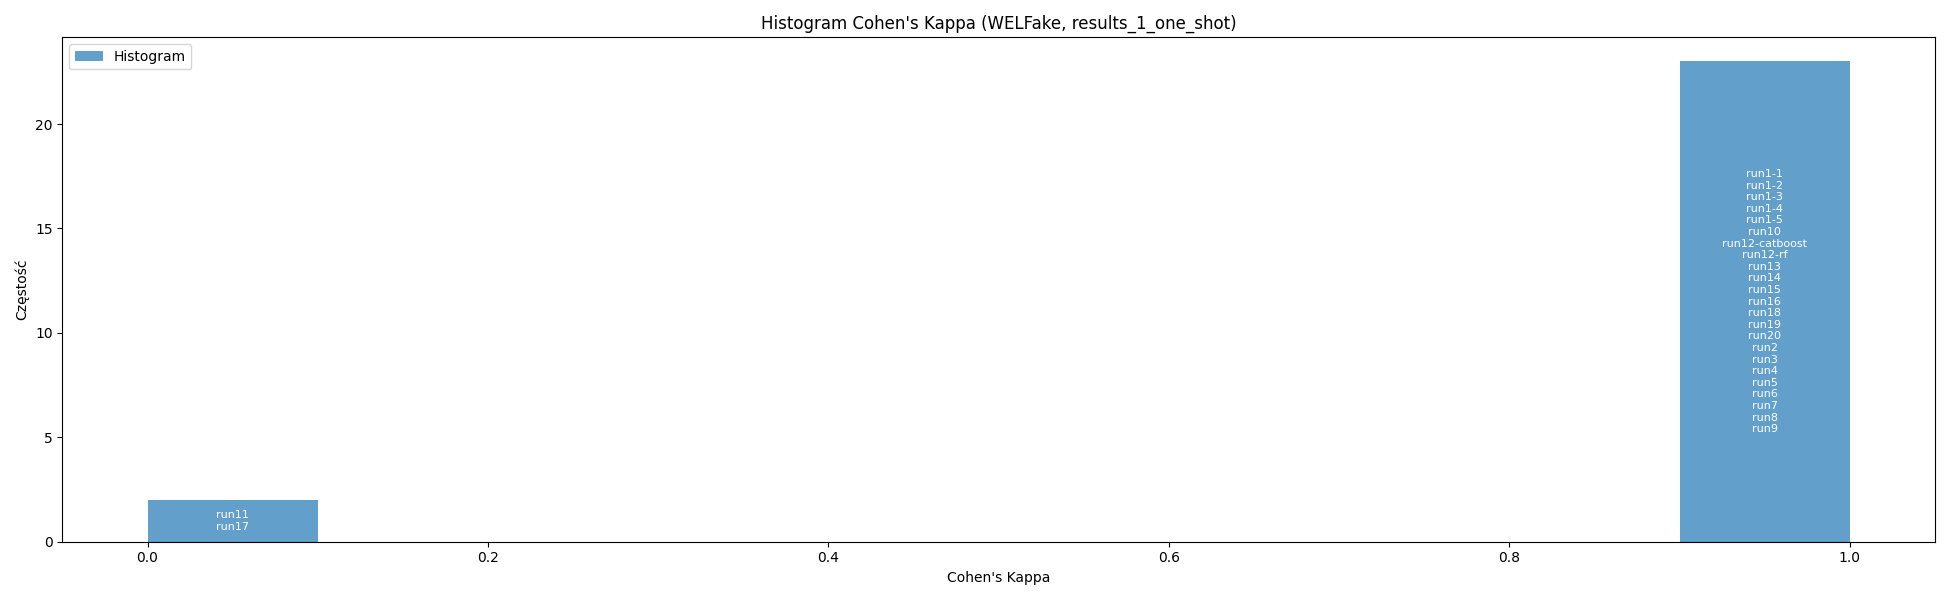 Histogram Cohen's Kappa (WELFake, results_1_one_shot)
Histogram
Częstość
20
15
10
5
0
run1-1
run1-2
run1-3
run1-4
run1-5
run10
run12-catboost
run12-rf
run13
run14
run15
run16
run18
run19
run20
run2
run3
run4
run5
run6
run7
run8
run9
run11
run17
0.0
0.2
0.4
0.6
0.8
1.0
Cohen's Kappa